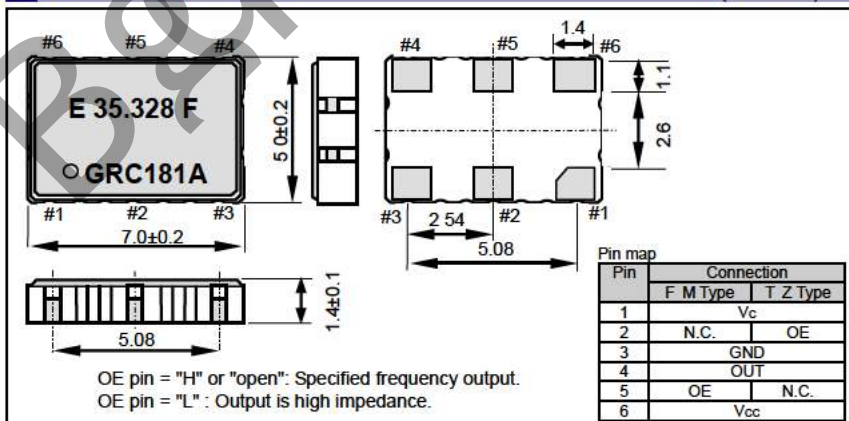 #6 #5 #4
E 35.328 F
GRC181A
#1 #2 #3
7.0±0.2
5 0±0.2
5.08
1.4±0.1
#4 #5 #6
1.4
1.1
2.6
#3 #2 #1
2 54
5.08
Pin map
Pin Connection
F M Type T Z Type
1 Vc
2 N.C. OE
3 GND
4 OUT
5 OE N.C.
6 Vcc
OE pin = "H" or "open": Specified frequency output.
OE pin = "L" : Output is high impedance.